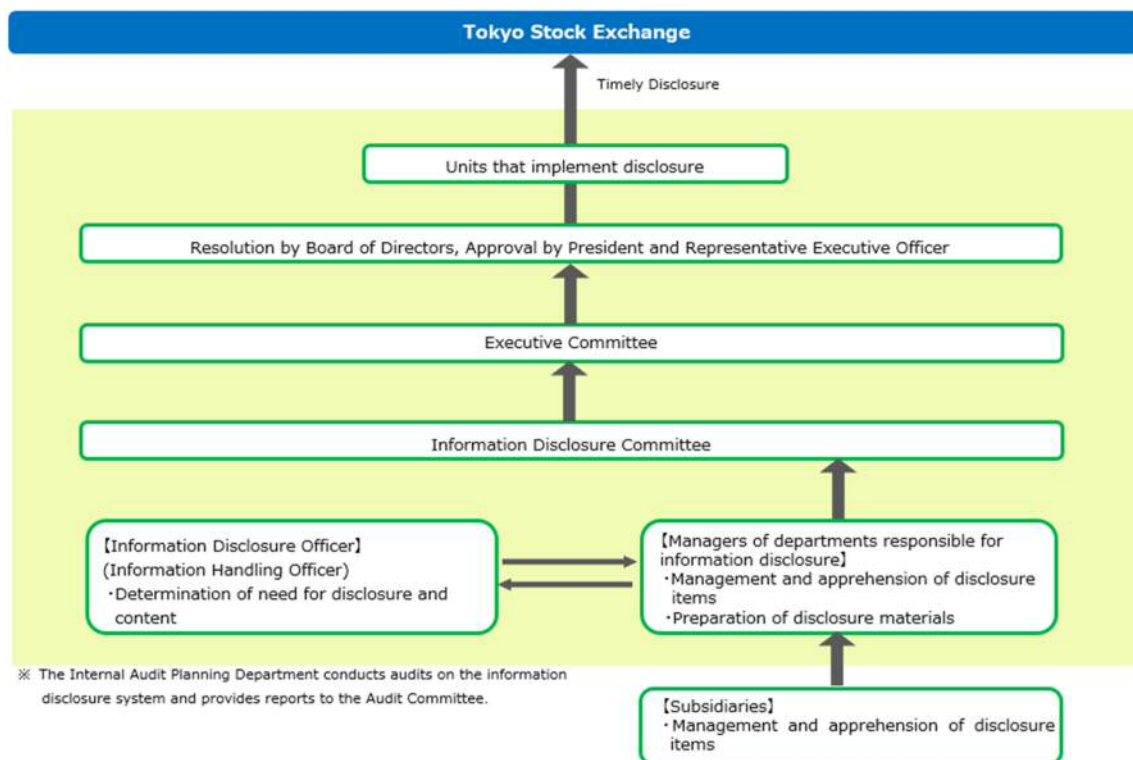 Tokyo Stock Exchange
Timely Disclosure
Units that implement disclosure
Resolution by Board of Directors, Approval by President and Representative Executive Officer
Executive Committee
Information Disclosure Committee
【Information Disclosure Officer】
(Information Handling Officer)
・Determination of need for disclosure and
content
【Managers of departments responsible for
information disclosure】
・Management and apprehension of disclosure
items
・Preparation of disclosure materials
※ The Internal Audit Planning Department conducts audits on the information
disclosure system and provides reports to the Audit Committee.
【Subsidiaries】
・Management and apprehension of disclosure
items